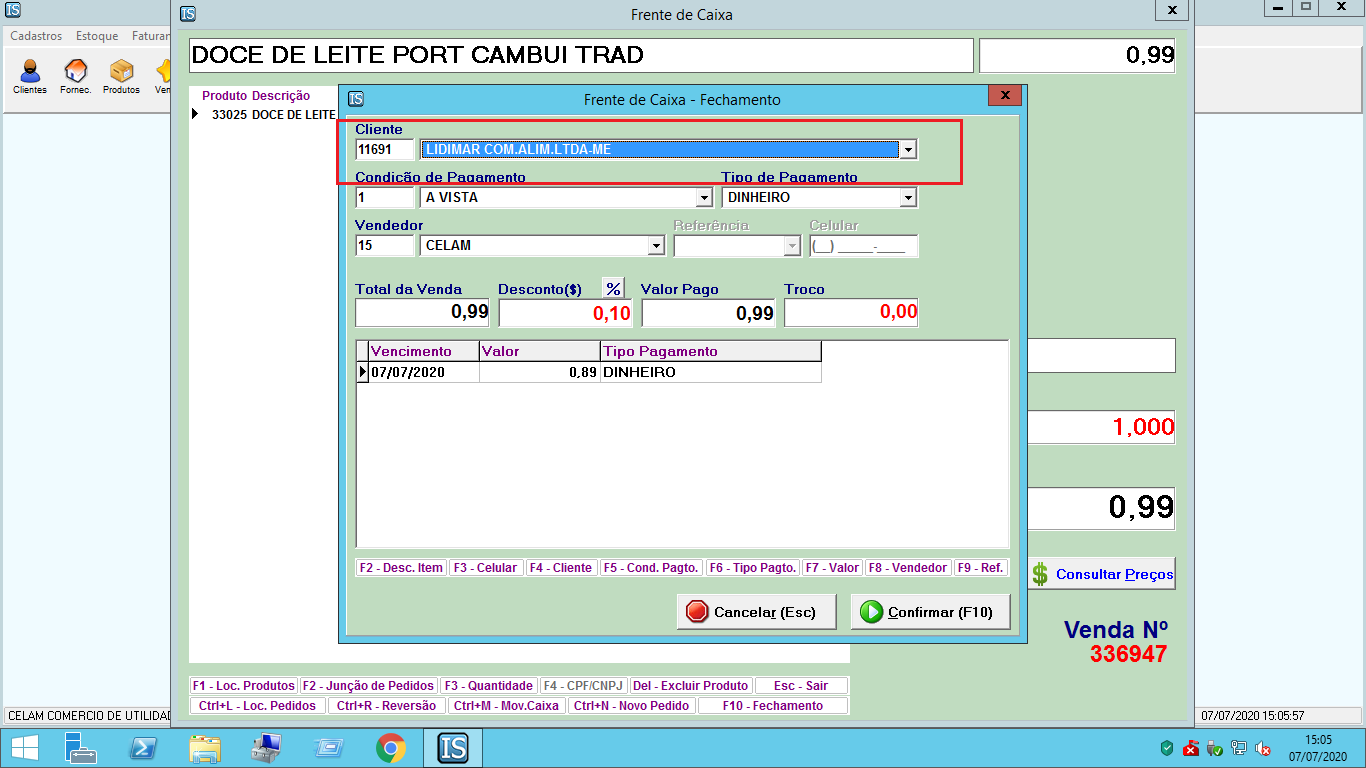 IS
IS Frente de Caixa x
Cadastros Estoque Faturar
Clientes Fornec. Produtos Ven
DOCE DE LEITE PORT CAMBUI TRAD 0,99
Produto Descrição
33025 DOCE DE LEITE
IS Frente de Caixa - Fechamento x
Cliente
11691 LIDIMAR COM.ALIM.LTDA-ME
Condição de Pagamento Tipo de Pagamento
1 A VISTA DINHEIRO
Vendedor Referência Celular
15 CELAM (__) _____-____
Total da Venda Desconto($) % Valor Pago Troco
0,99 0,10 0,99 0,00
Vencimento Valor Tipo Pagamento
07/07/2020 0,89 DINHEIRO
F2 - Desc. Item F3 - Celular F4 - Cliente F5 - Cond. Pagto. F6 - Tipo Pagto. F7 - Valor F8 - Vendedor F9 - Ref.
Cancelar (Esc) Confirmar (F10)
1,000
0,99
$ Consultar Preços
Venda Nº
336947
F1 - Loc. Produtos F2 - Junção de Pedidos F3 - Quantidade F4 - CPF/CNPJ Del - Excluir Produto Esc - Sair
Ctrl+L - Loc. Pedidos Ctrl+R - Reversão Ctrl+M - Mov.Caixa Ctrl+N - Novo Pedido F10 - Fechamento
CELAM COMERCIO DE UTILIDAD 07/07/2020 15:05:57
IS
15:05
07/07/2020